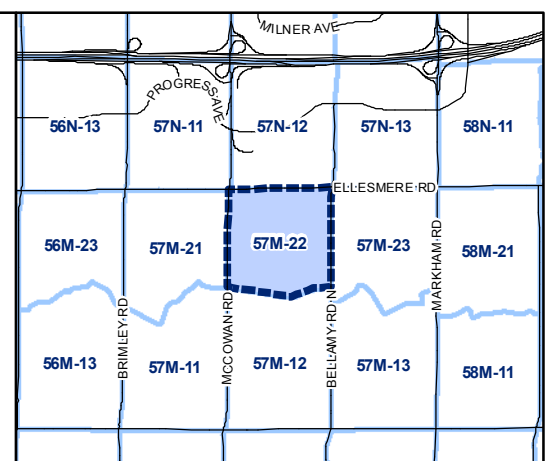 MILNER AVE
PROGRESS AVE
56N-13
57N-11
57N-12
57N-13
58N-11
ELLESMERE RD
56M-23
57M-21
57M-22
57M-23
58M-21
MARKHAM RD
BRIMLEY RD
MCCOWAN RD
BELLAMY RD N
56M-13
57M-11
57M-12
57M-13
58M-11